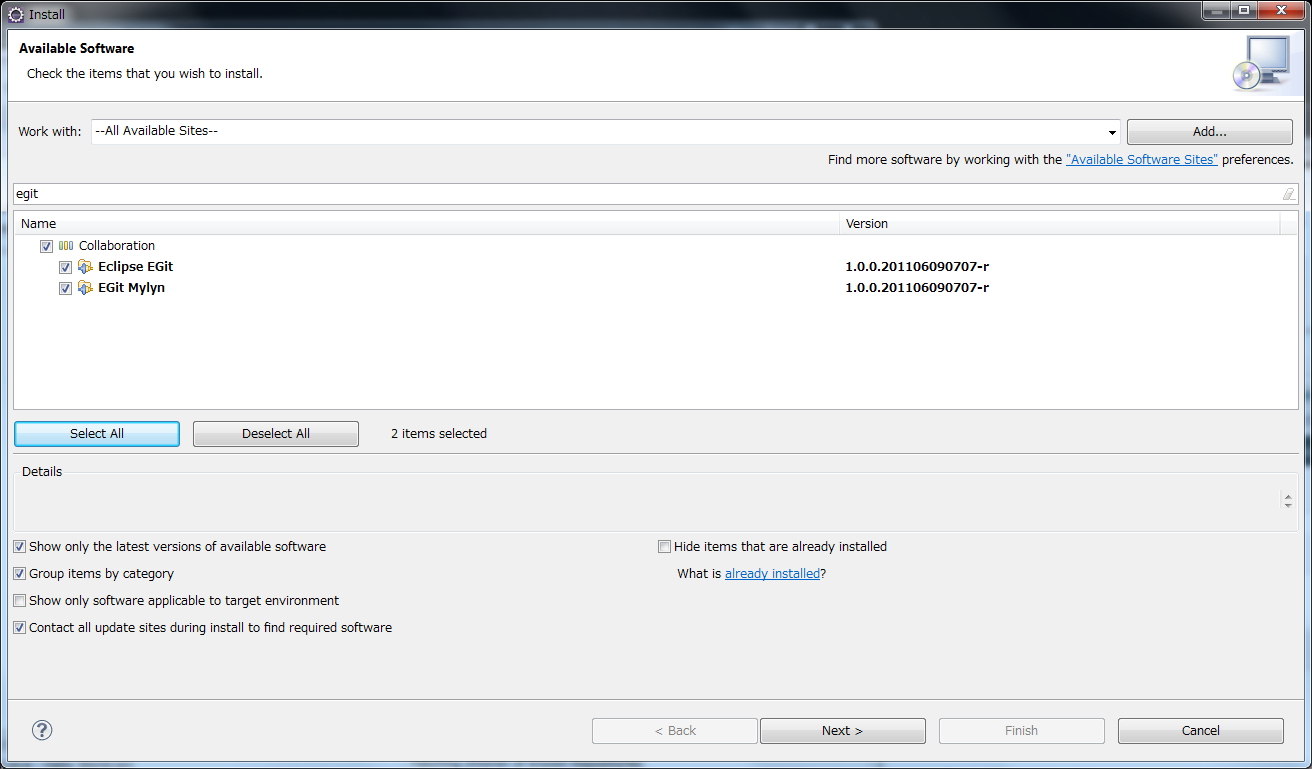 Install
Available Software
Check the items that you wish to install.
Work with: --All Available Sites-- Add...
Find more software by working with the "Available Software Sites" preferences.
egit
Name Version
Collaboration
Eclipse EGit 1.0.0.201106090707-r
EGit Mylyn 1.0.0.201106090707-r
Select All Deselect All 2 items selected
Details
Show only the latest versions of available software Hide items that are already installed
Group items by category What is already installed?
Show only software applicable to target environment
Contact all update sites during install to find required software
? < Back Next > Finish Cancel